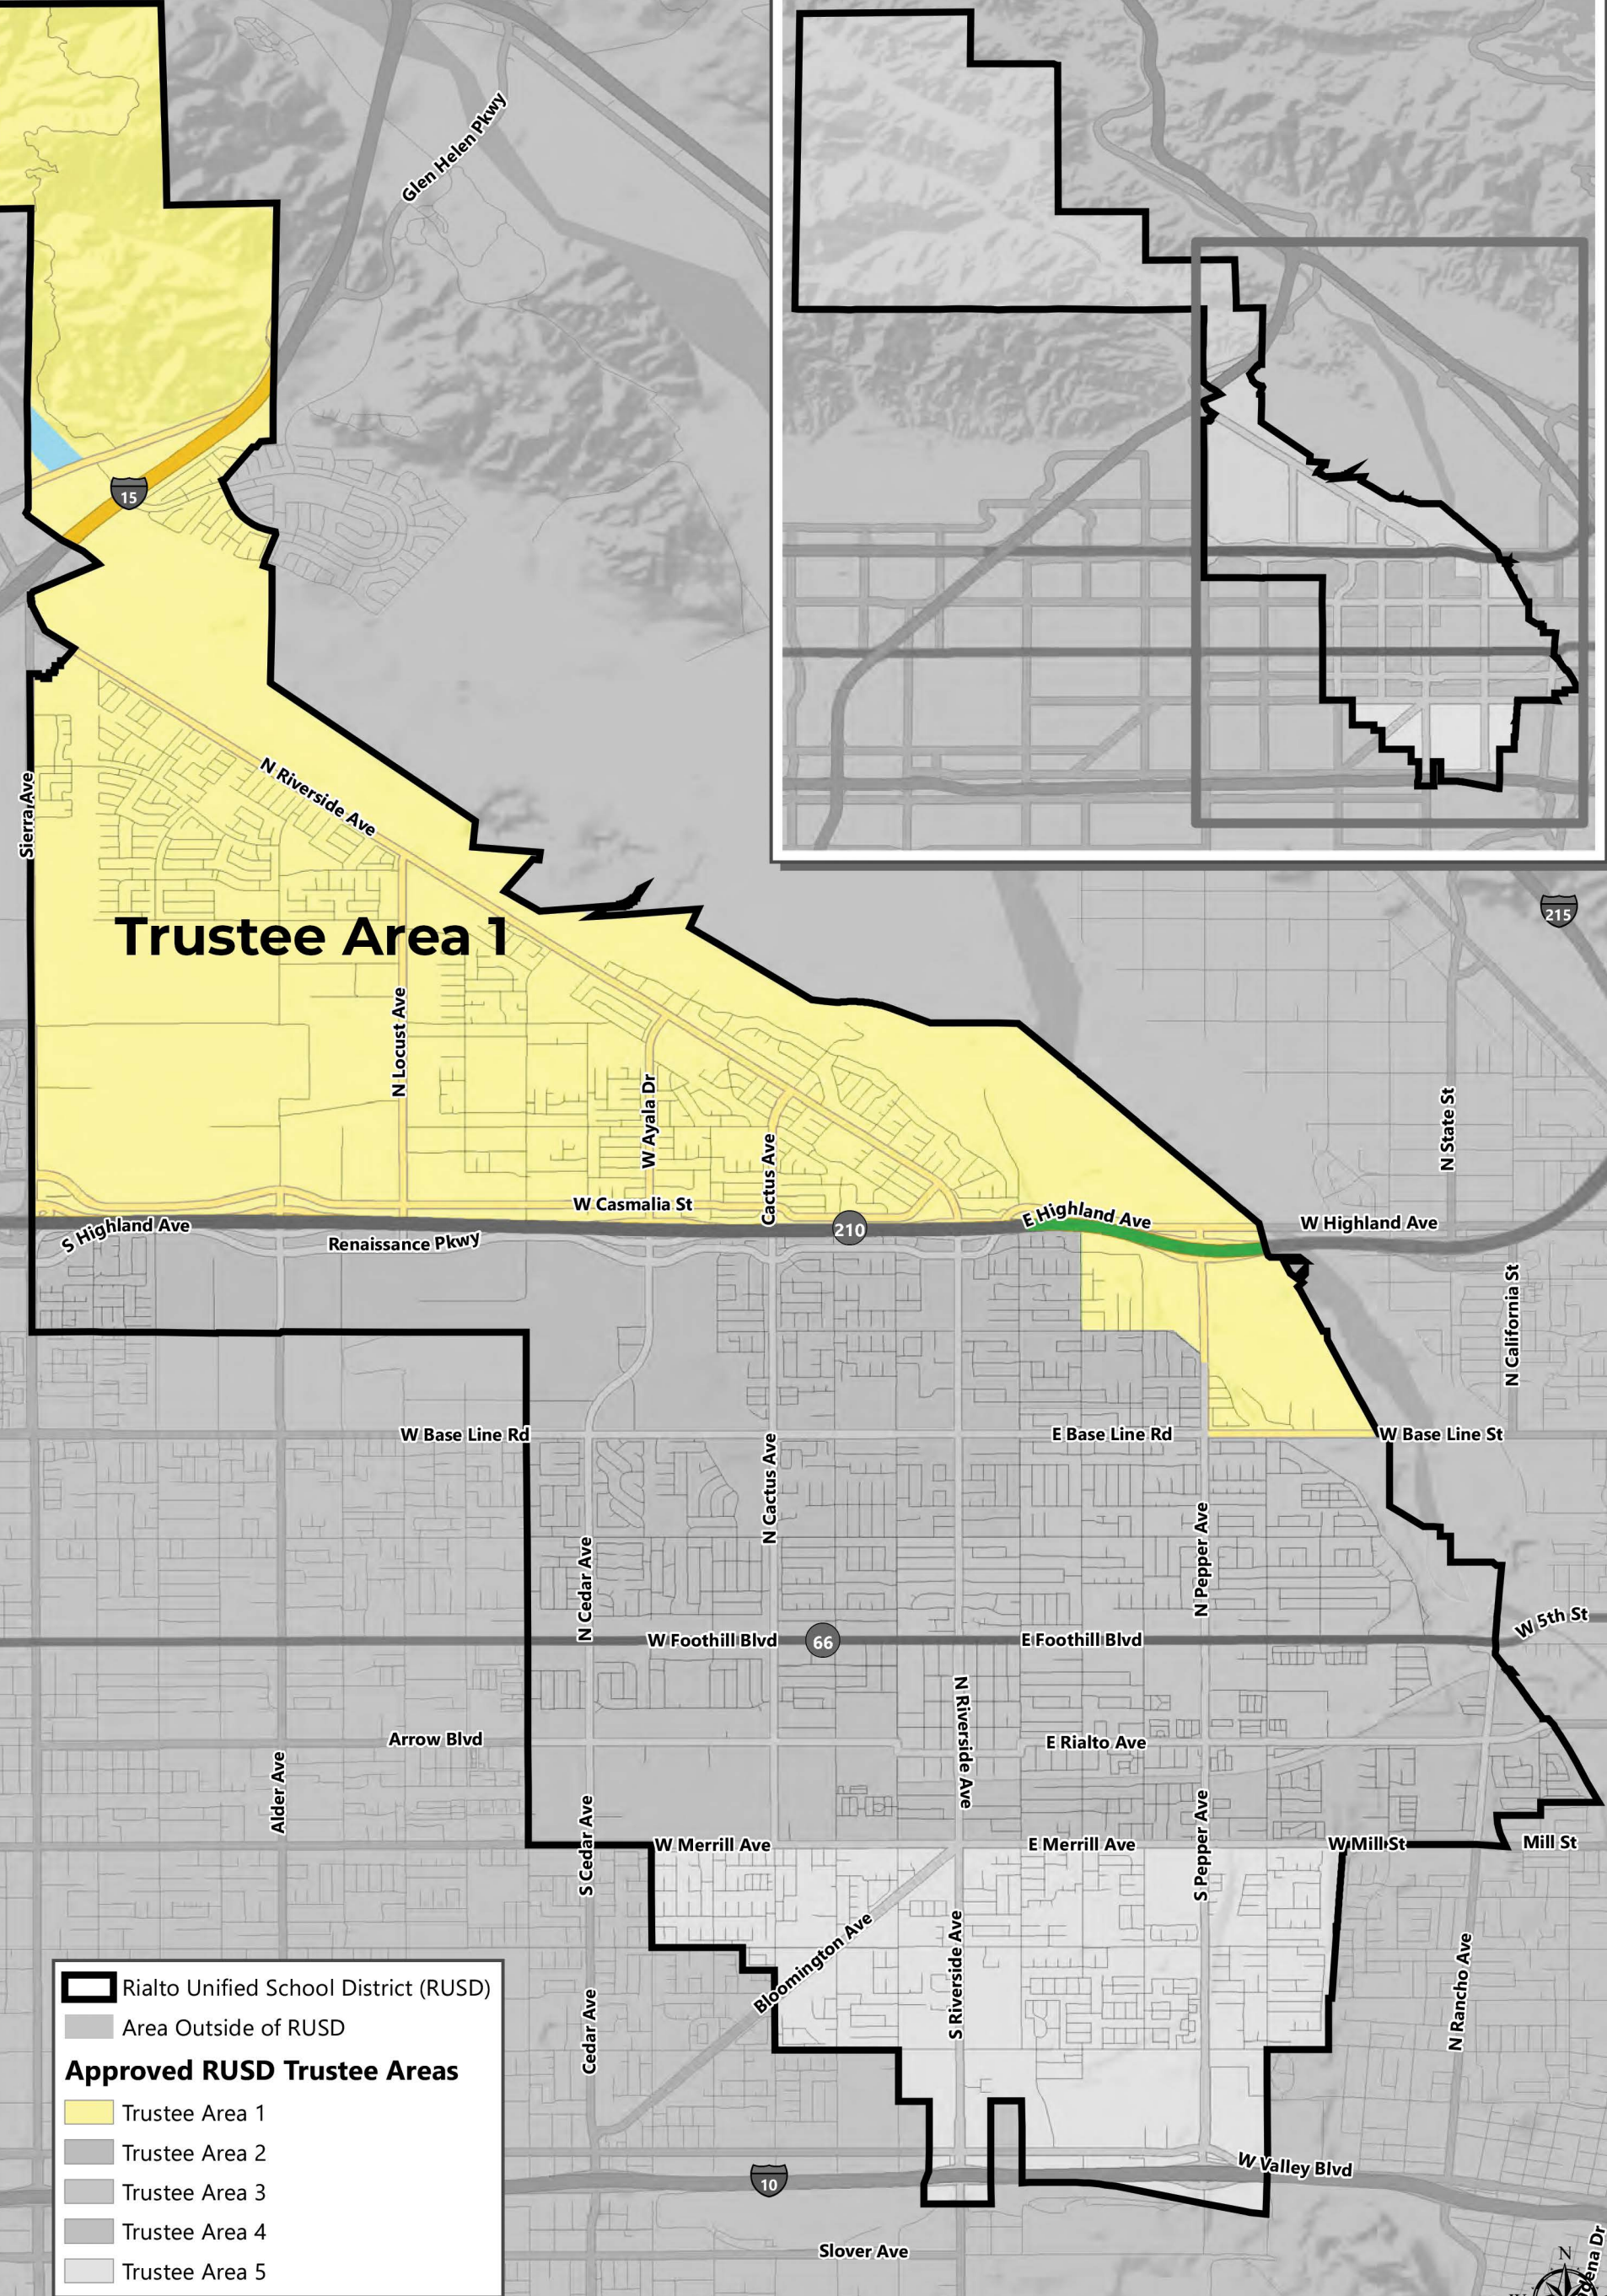 Glen Helen Pkwy
15
Sierra Ave
N Riverside Ave
215
Trustee Area 1
N Locust Ave
W Ayala Dr
Cactus Ave
N State St
W Casmalia St
S Highland Ave
Renaissance Pkwy
210
E Highland Ave
W Highland Ave
N California St
W Base Line Rd
E Base Line Rd
W Base Line St
N Cactus Ave
N Cedar Ave
N Pepper Ave
W Foothill Blvd
66
E Foothill Blvd
W 5th St
N Riverside Ave
Arrow Blvd
E Rialto Ave
Alder Ave
S Cedar Ave
S Pepper Ave
W Merrill Ave
E Merrill Ave
W Mill St
Mill St
Bloomington Ave
S Riverside Ave
N Rancho Ave
Cedar Ave
Rialto Unified School District (RUSD)
Area Outside of RUSD
Approved RUSD Trustee Areas
Trustee Area 1
Trustee Area 2
Trustee Area 3
Trustee Area 4
Trustee Area 5
10
W Valley Blvd
Slover Ave
N